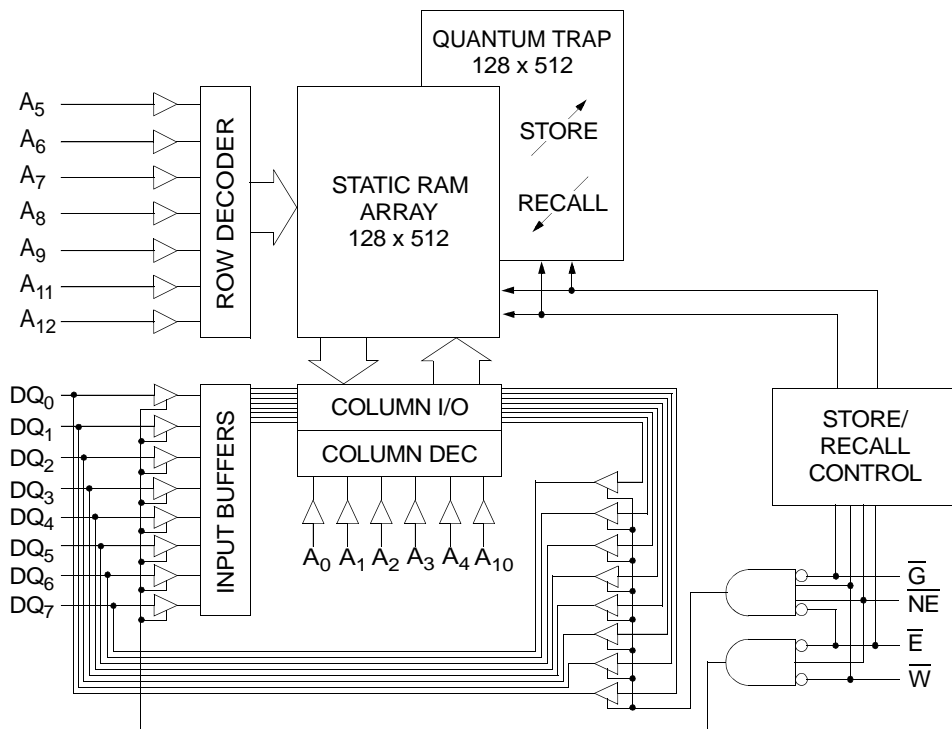 QUANTUM TRAP
128 x 512
STORE
RECALL
A5
A6
A7
A8
A9
A11
A12
ROW DECODER
STATIC RAM
ARRAY
128 x 512
DQ0
DQ1
DQ2
DQ3
DQ4
DQ5
DQ6
DQ7
INPUT BUFFERS
COLUMN I/O
COLUMN DEC
A0 A1 A2 A3 A4 A10
STORE/
RECALL
CONTROL
G̅
N̅E̅
E̅
W̅